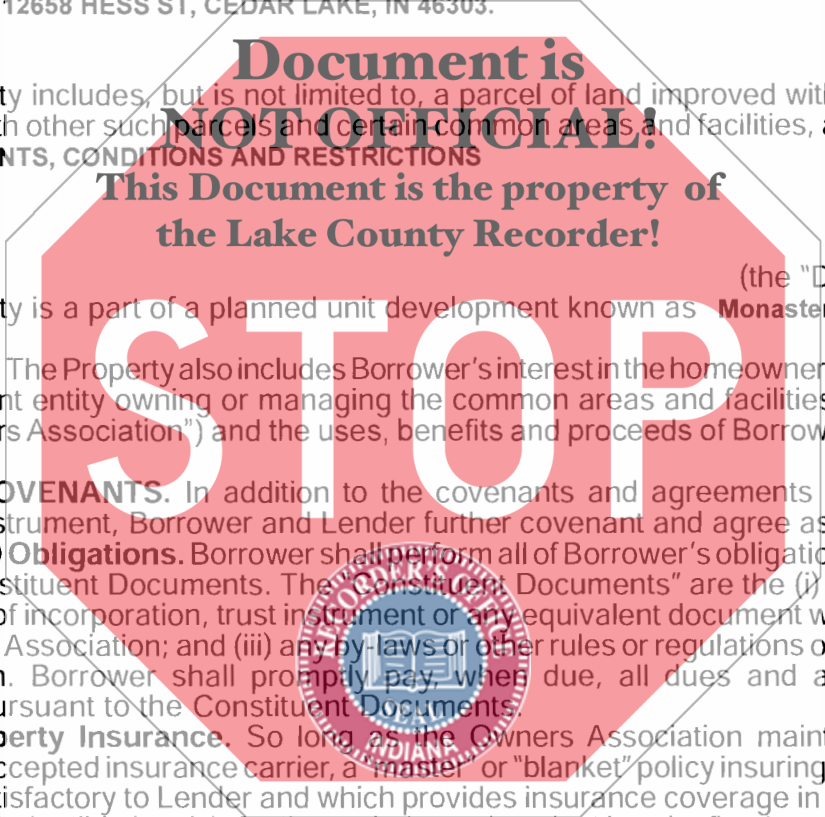 12658 HESS ST, CEDAR LAKE, IN 46303.
Document is
ty includes, but is not limited to, a parcel of land improved wit
NOT OFFICIAL!
h other such parcels and certain common areas and facilities, a
NTS, CONDITIONS AND RESTRICTIONS
This Document is the property of
the Lake County Recorder!
(the "D
ty is a part of a planned unit development known as Monaster
STOP
The Property also includes Borrower's interest in the homeowner
nt entity owning or managing the common areas and facilities
rs Association") and the uses, benefits and proceeds of Borrow
OVENANTS. In addition to the covenants and agreements
strument, Borrower and Lender further covenant and agree as
Obligations. Borrower shall perform all of Borrower's obligatio
stituent Documents. The "Constituent Documents" are the (i)
of incorporation, trust instrument or any equivalent document w
Association; and (iii) any by-laws or other rules or regulations o
n. Borrower shall promptly pay, when due, all dues and a
ursuant to the Constituent Documents.
RECORDER'S OFFICE
SEAL
INDIANA
perty Insurance. So long as the Owners Association maint
ccepted insurance carrier, a "master" or "blanket" policy insuring
isfactory to Lender and which provides insurance coverage in